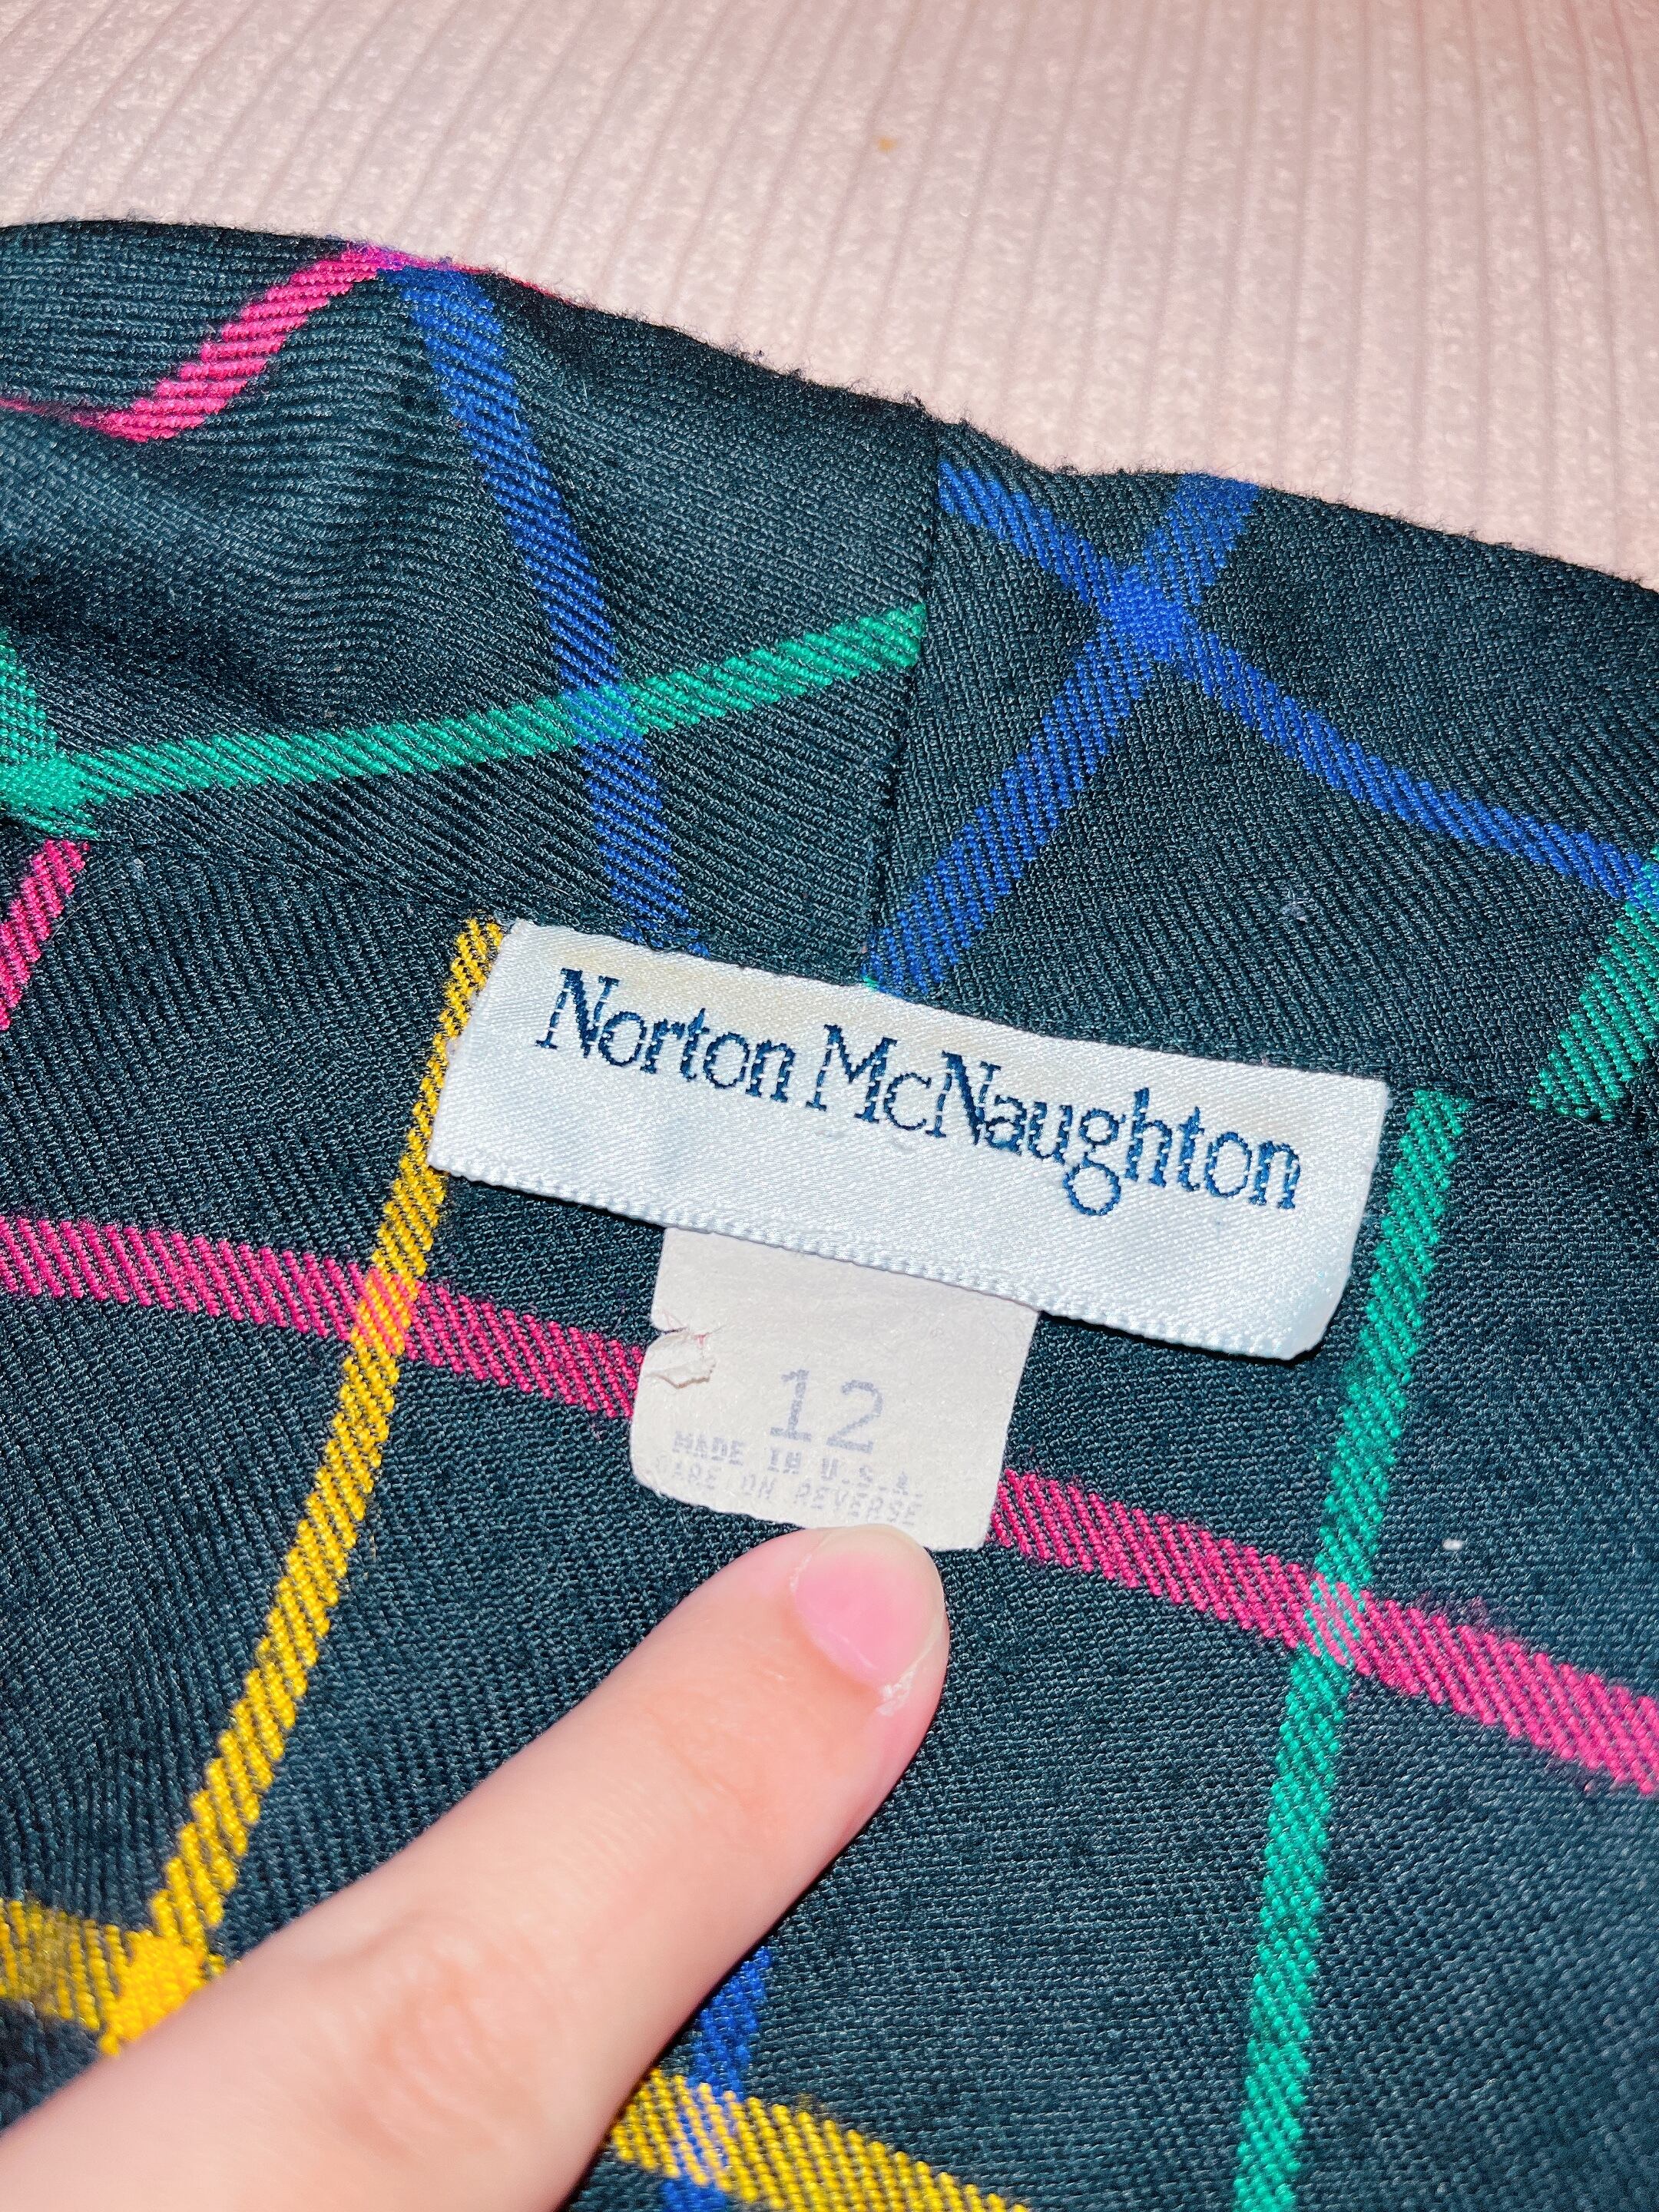 Norton McNaughton
12
MADE IN U.S.A.
CARE ON REVERSE